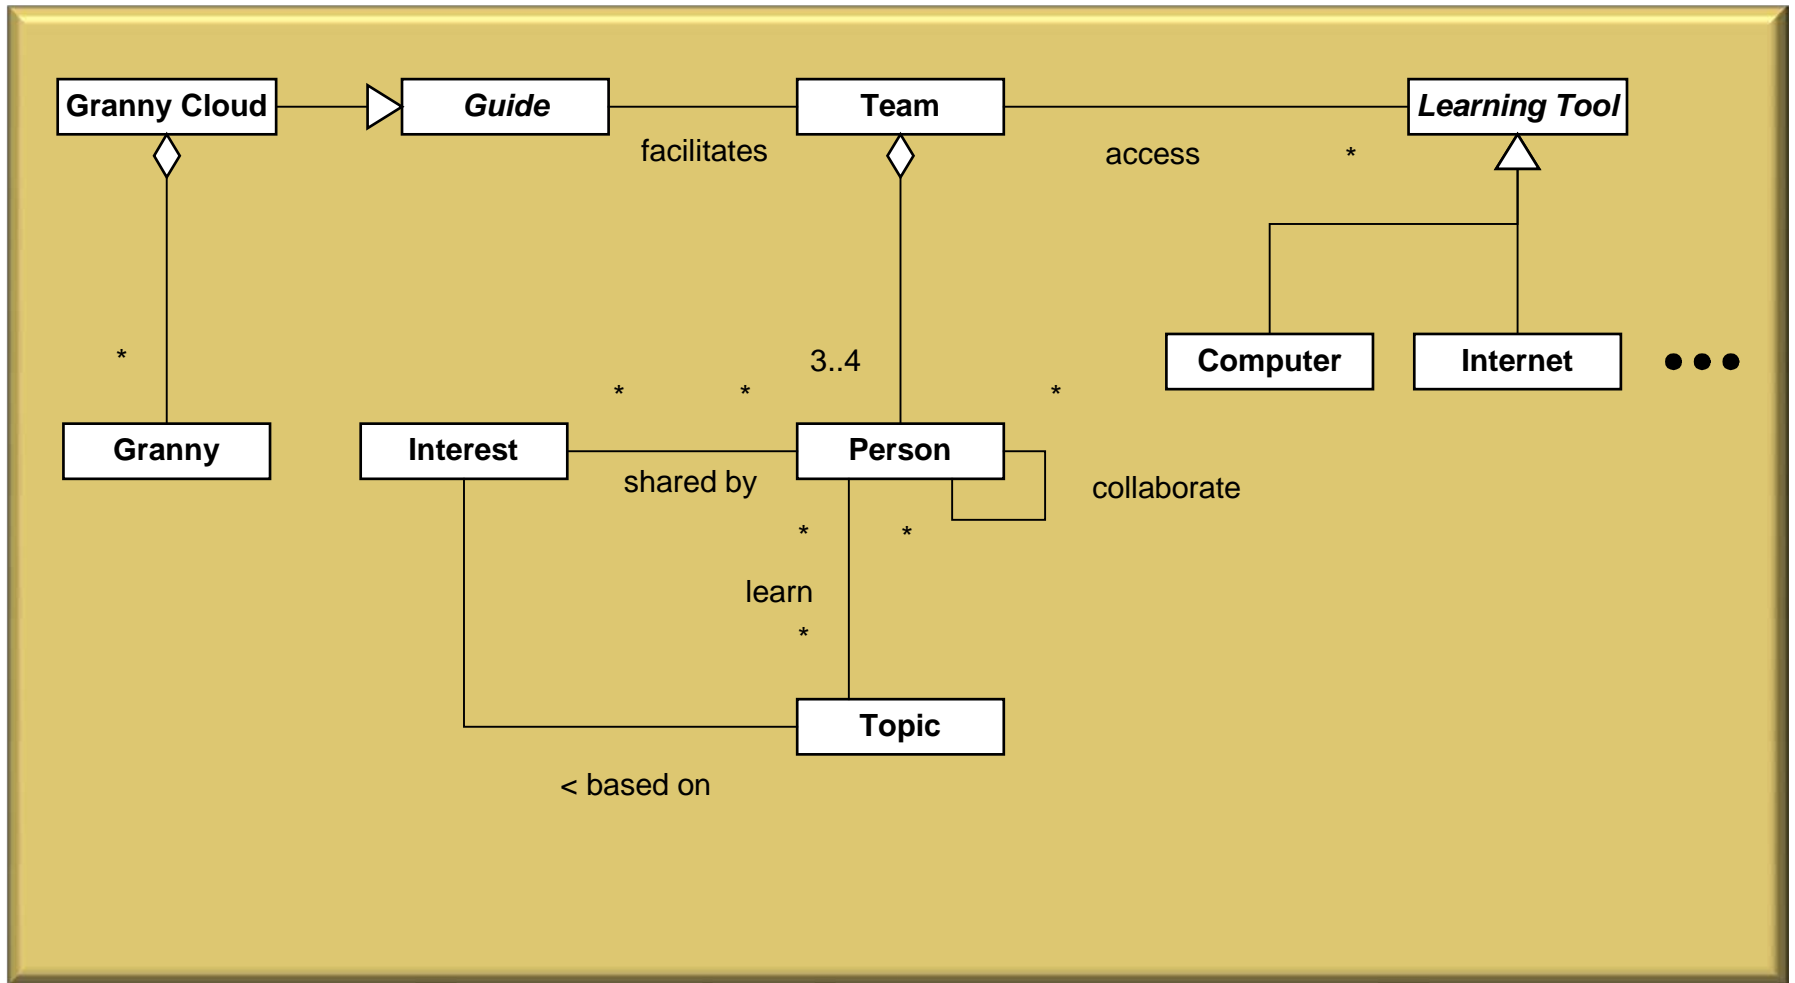 Granny Cloud
Guide
Team
Learning Tool
facilitates
access
*
*
3..4
Computer
Internet
*
*
*
Granny
Interest
Person
shared by
collaborate
*
*
learn
*
Topic
< based on